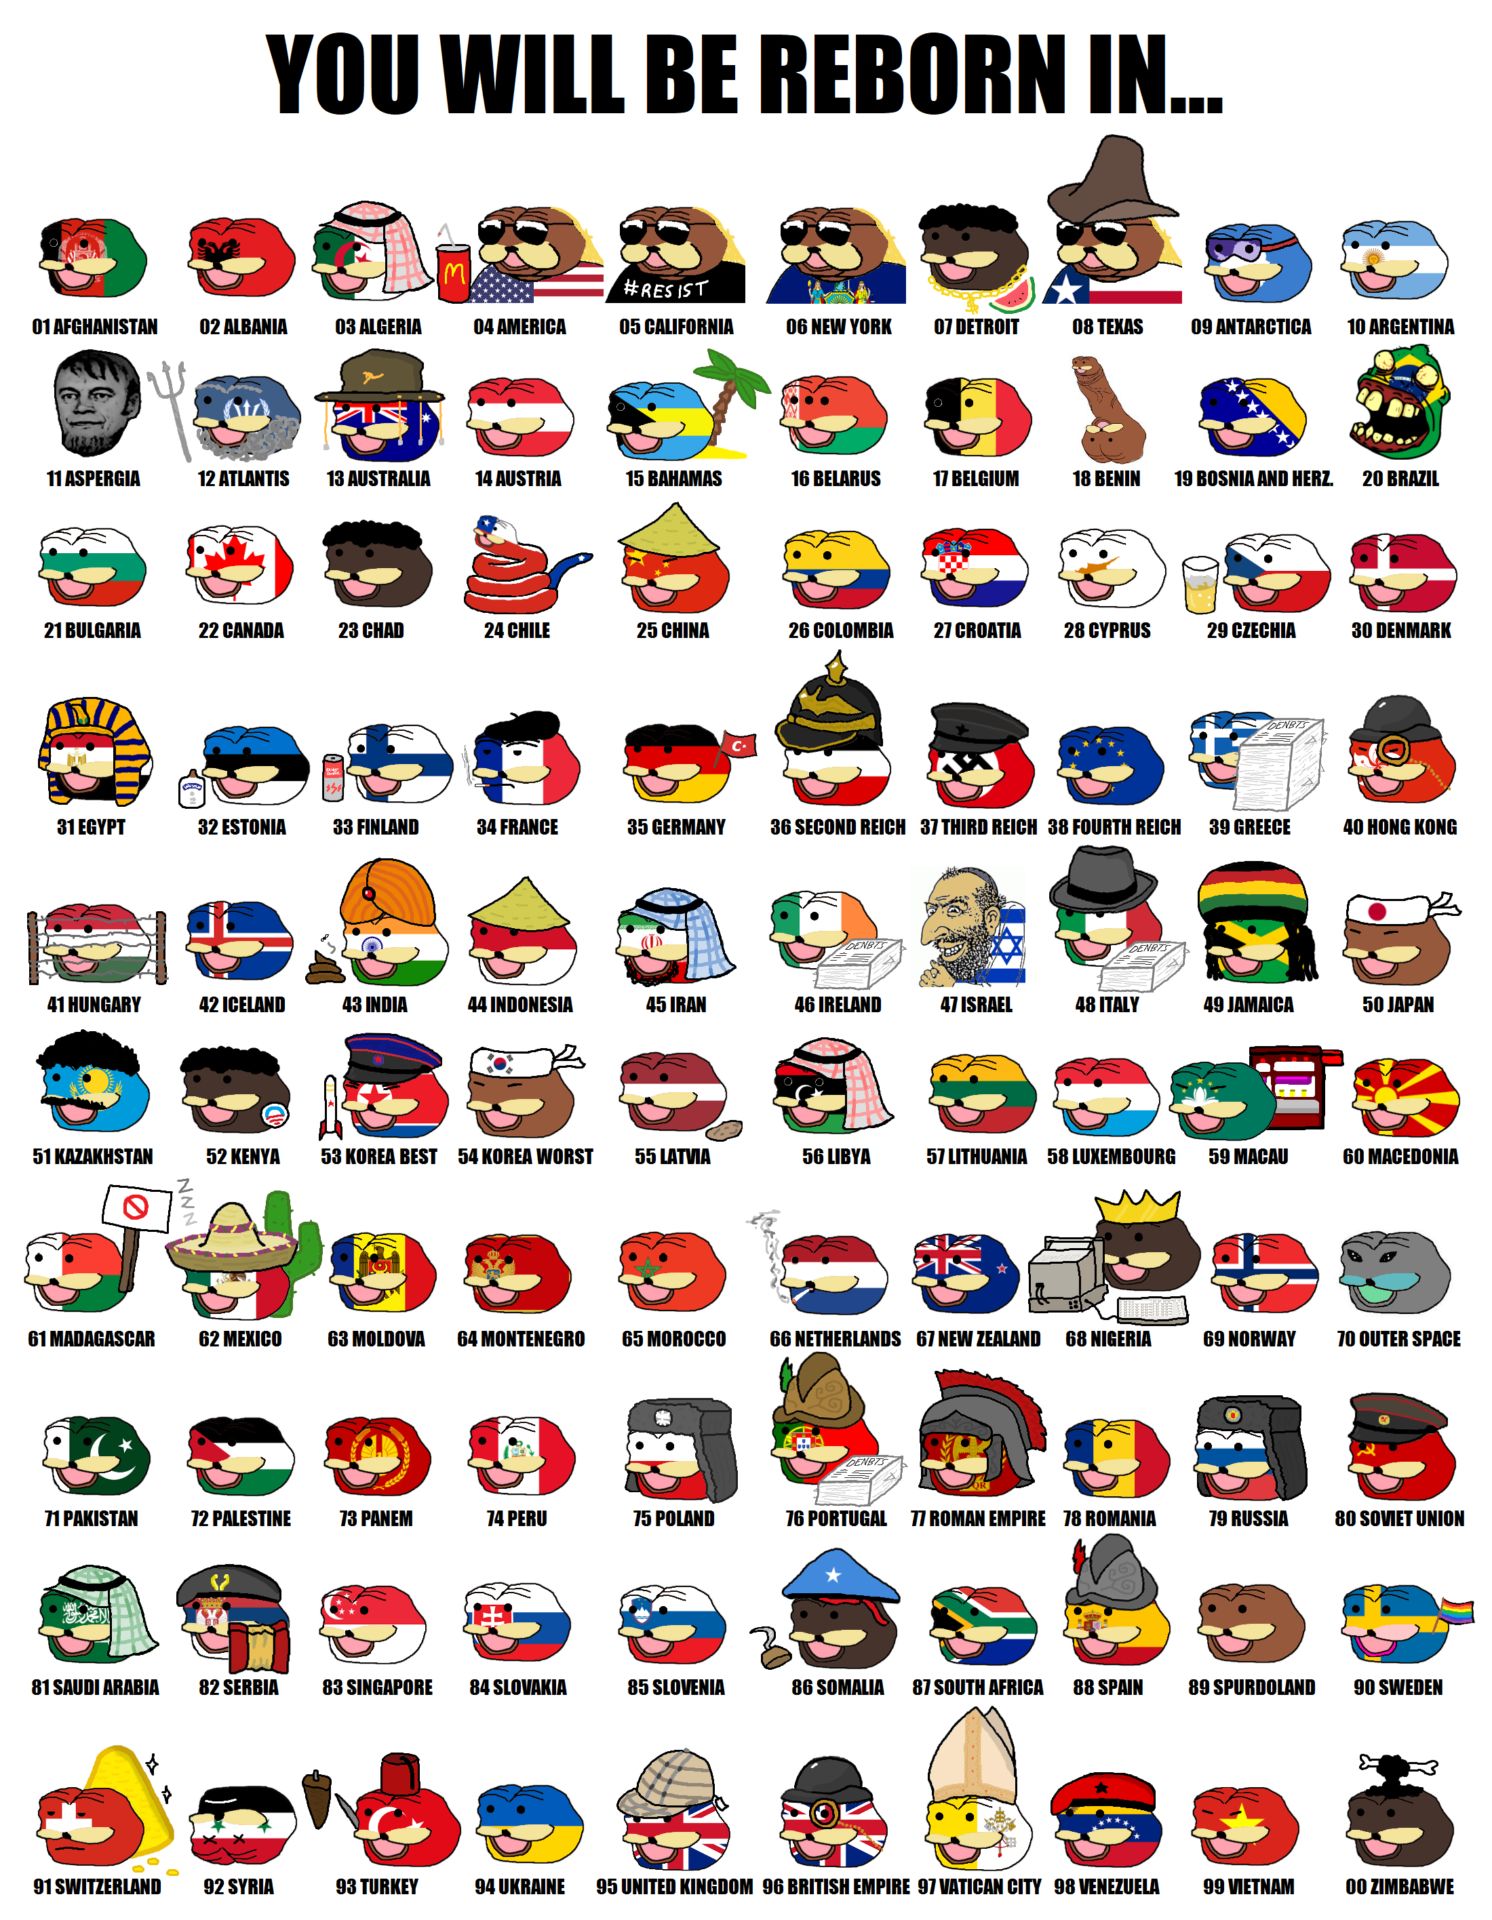 YOU WILL BE REBORN IN...
#RESIST
01 AFGHANISTAN
02 ALBANIA
03 ALGERIA
04 AMERICA
05 CALIFORNIA
06 NEW YORK
07 DETROIT
08 TEXAS
09 ANTARCTICA
10 ARGENTINA
11 ASPERGIA
12 ATLANTIS
13 AUSTRALIA
14 AUSTRIA
15 BAHAMAS
16 BELARUS
17 BELGIUM
18 BENIN
19 BOSNIA AND HERZ.
20 BRAZIL
21 BULGARIA
22 CANADA
23 CHAD
24 CHILE
25 CHINA
26 COLOMBIA
27 CROATIA
28 CYPRUS
29 CZECHIA
30 DENMARK
DENBTS
31 EGYPT
32 ESTONIA
33 FINLAND
34 FRANCE
35 GERMANY
36 SECOND REICH
37 THIRD REICH
38 FOURTH REICH
39 GREECE
40 HONG KONG
DENBTS
DENBTS
41 HUNGARY
42 ICELAND
43 INDIA
44 INDONESIA
45 IRAN
46 IRELAND
47 ISRAEL
48 ITALY
49 JAMAICA
50 JAPAN
51 KAZAKHSTAN
52 KENYA
53 KOREA BEST
54 KOREA WORST
55 LATVIA
56 LIBYA
57 LITHUANIA
58 LUXEMBOURG
59 MACAU
60 MACEDONIA
Z
Z
Z
61 MADAGASCAR
62 MEXICO
63 MOLDOVA
64 MONTENEGRO
65 MOROCCO
66 NETHERLANDS
67 NEW ZEALAND
68 NIGERIA
69 NORWAY
70 OUTER SPACE
DENBTS
71 PAKISTAN
72 PALESTINE
73 PANEM
74 PERU
75 POLAND
76 PORTUGAL
77 ROMAN EMPIRE
78 ROMANIA
79 RUSSIA
80 SOVIET UNION
81 SAUDI ARABIA
82 SERBIA
83 SINGAPORE
84 SLOVAKIA
85 SLOVENIA
86 SOMALIA
87 SOUTH AFRICA
88 SPAIN
89 SPURDOLAND
90 SWEDEN
91 SWITZERLAND
92 SYRIA
93 TURKEY
94 UKRAINE
95 UNITED KINGDOM
96 BRITISH EMPIRE
97 VATICAN CITY
98 VENEZUELA
99 VIETNAM
00 ZIMBABWE